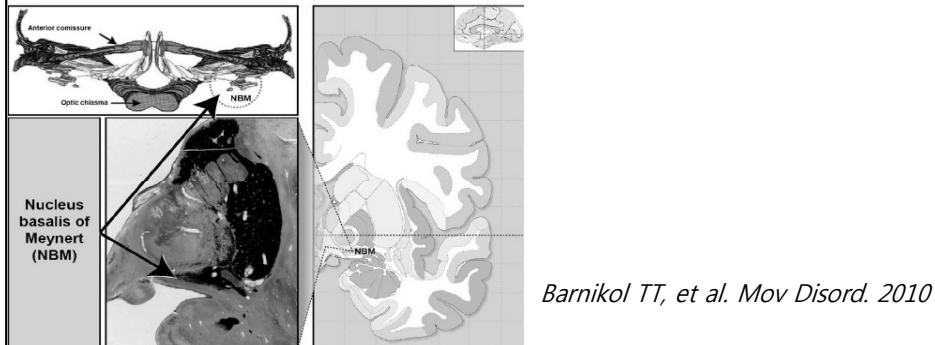 Anterior comissure
Optic chiasma
NBM
Nucleus
basalis of
Meynert
(NBM)
NBM
Barnikol TT, et al. Mov Disord. 2010